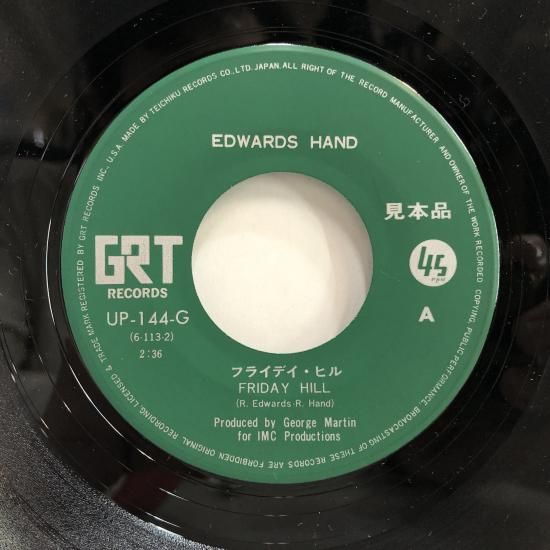 TRADE MARK REGISTERED BY GRT RECORDS INC., U.S.A. MADE BY TEICHIKU RECORDS CO., LTD. JAPAN. ALL RIGHT OF THE RECORD MANUFACTURER AND OWNER OF THE WORK RECORDED COPYING, PUBLIC PERFORMANCE, BROADCASTING OF THESE RECORDS ARE FORBIDDEN ORIGINAL RECORDING LICENSED &
EDWARDS HAND
見本品
GRT
RECORDS
45
rpm
UP-144-G
A
(6·113·2)
2:36
フライデイ・ヒル
FRIDAY HILL
(R. Edwards·R. Hand)
Produced by George Martin
for IMC Productions